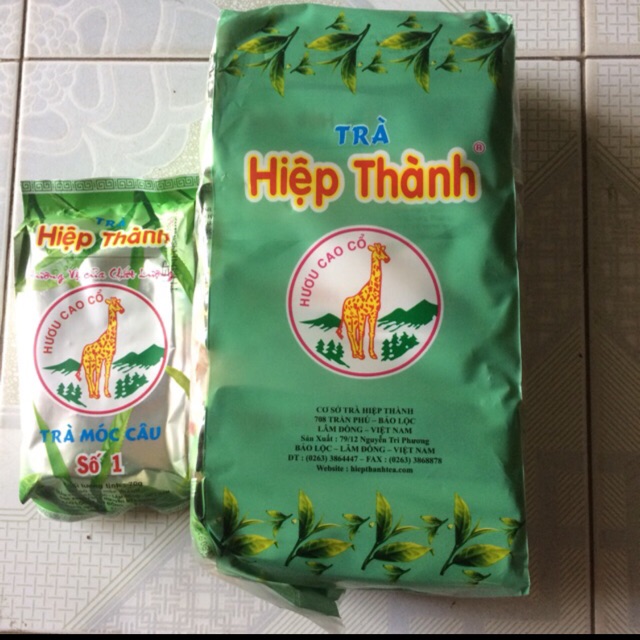 TRÀ
Hiệp Thành
HƯƠU CAO CỔ
TRÀ MÓC CÂU
Số 1
TRÀ
Hiệp Thành ®
HƯƠU CAO CỔ
CƠ SỞ TRÀ HIỆP THÀNH
708 TRẦN PHÚ – BẢO LỘC
LÂM ĐỒNG – VIỆT NAM
Sản Xuất : 79/12 Nguyễn Tri Phương
BẢO LỘC – LÂM ĐỒNG – VIỆT NAM
ĐT : (0263) 3864447 – FAX : (0263) 3868878
Website : hiepthanhtea.com